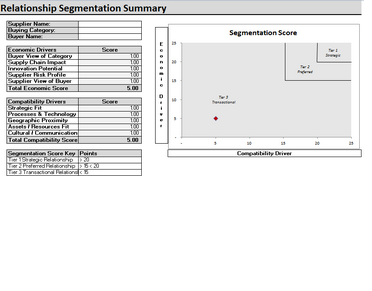 Relationship Segmentation Summary
Supplier Name:
Buying Category:
Buyer Name:
Economic Drivers Score
Buyer View of Category 1.00
Supply Chain Impact 1.00
Innovation Potential 1.00
Supplier Risk Profile 1.00
Supplier View of Buyer 1.00
Total Economic Score 5.00
Compatibility Drivers Score
Strategic Fit 1.00
Processes & Technology 1.00
Geographic Proximity 1.00
Assets / Resources Fit 1.00
Cultural / Communication 1.00
Total Compatibility Score 5.00
Segmentation Score Key Points
Tier 1 Strategic Relationship > 20
Tier 2 Preferred Relationship > 15 < 20
Tier 3 Transactional Relations < 15
Economic Driver
Segmentation Score
25
20
15
10
5
-
Tier 1
Strategic
Tier 2
Preferred
Tier 3
Transactional
- 5 10 15 20 25
Compatibility Driver